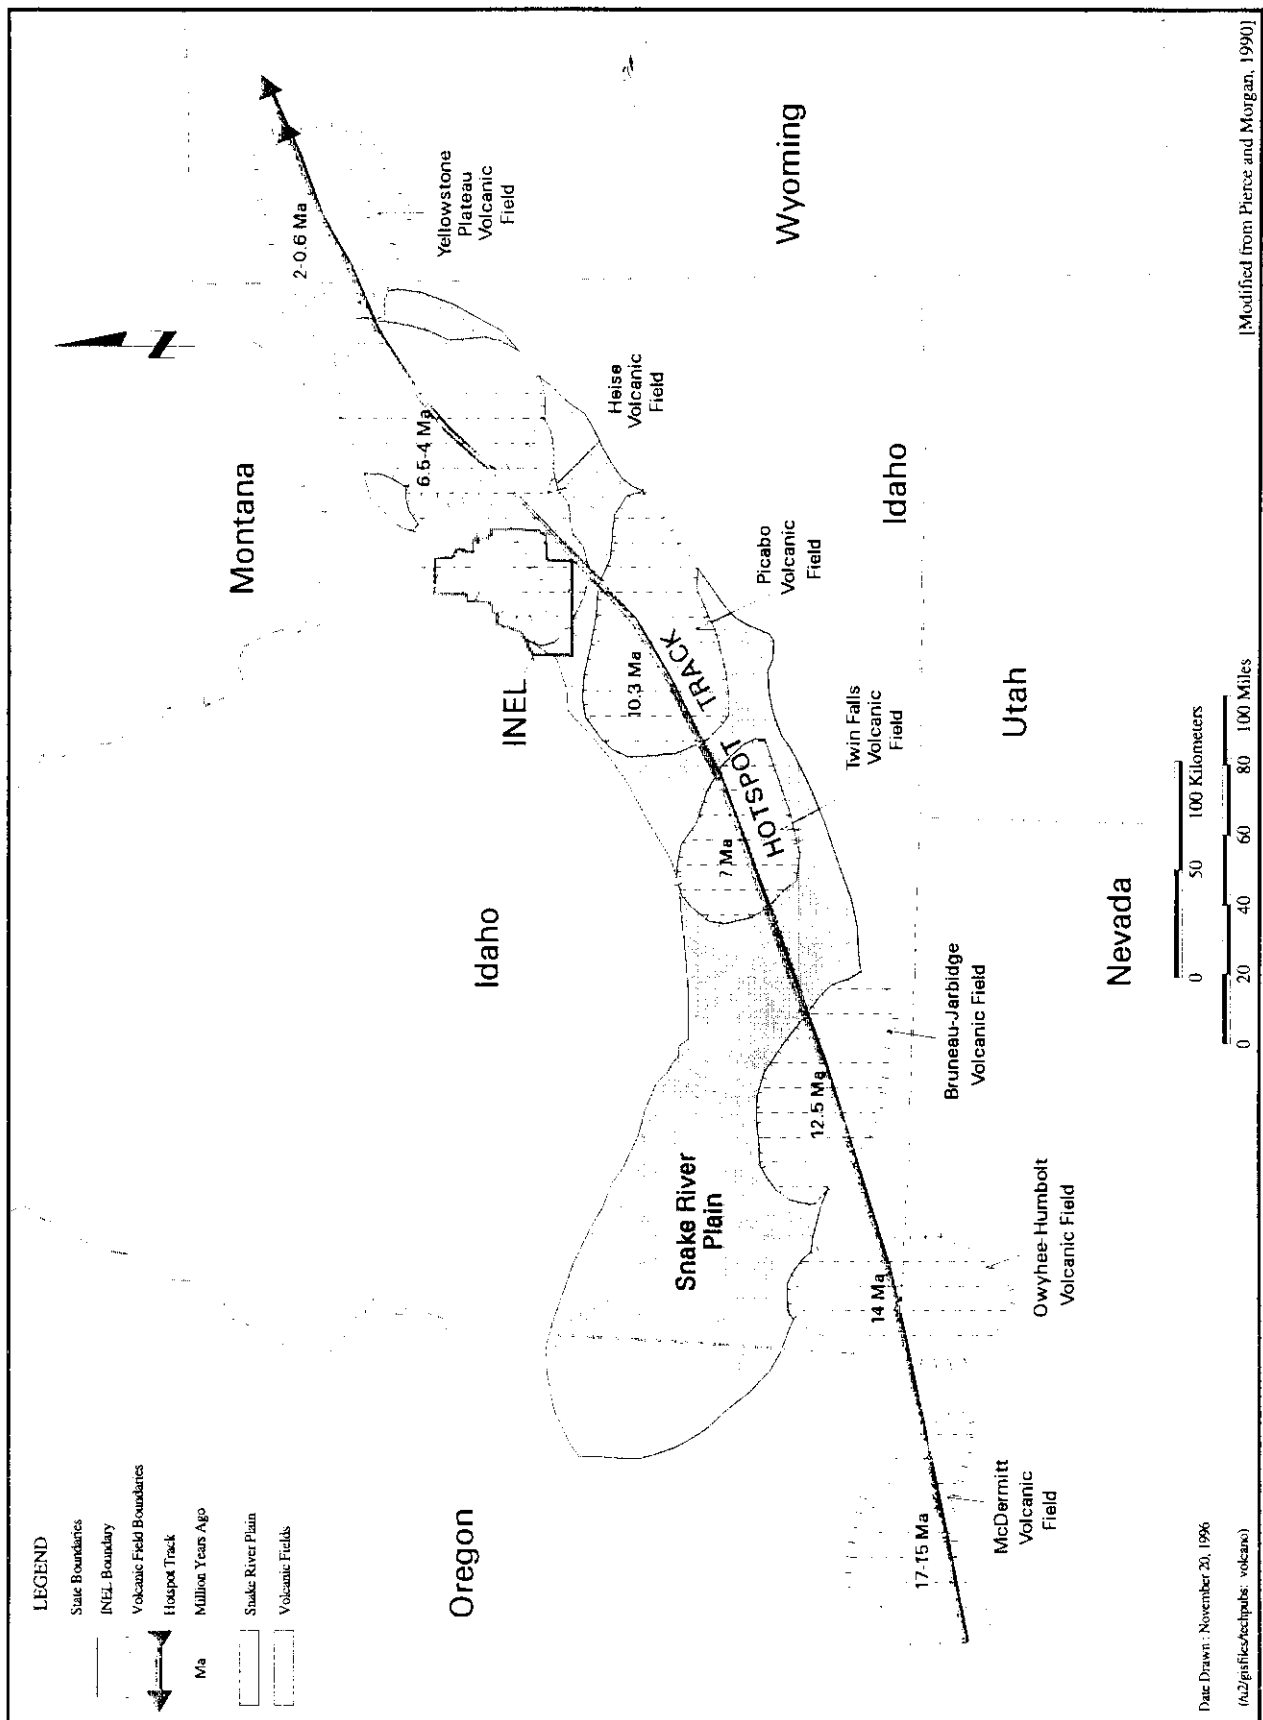 LEGEND
State Boundaries
INEL Boundary
Volcanic Field Boundaries
Hotspot Track
Ma
Million Years Ago
Snake River Plain
Volcanic Fields
Oregon
Idaho
Montana
INEL
Snake River
Plain
17-15 Ma
14 Ma
12.5 Ma
? Ma
10.3 Ma
6.5-4 Ma
2-0.6 Ma
HOTSPOT
TRACK
McDermitt
Volcanic
Field
Owyhee-Humbolt
Volcanic Field
Bruneau-Jarbidge
Volcanic Field
Twin Falls
Volcanic
Field
Picabo
Volcanic
Field
Heise
Volcanic
Field
Yellowstone
Plateau
Volcanic
Field
Wyoming
Idaho
Utah
Nevada
0 50 100 Kilometers
0 20 40 60 80 100 Miles
Date Drawn : November 20, 1996
(/u2/gisfiles/techpubs: volcano)
[Modified from Pierce and Morgan, 1990]